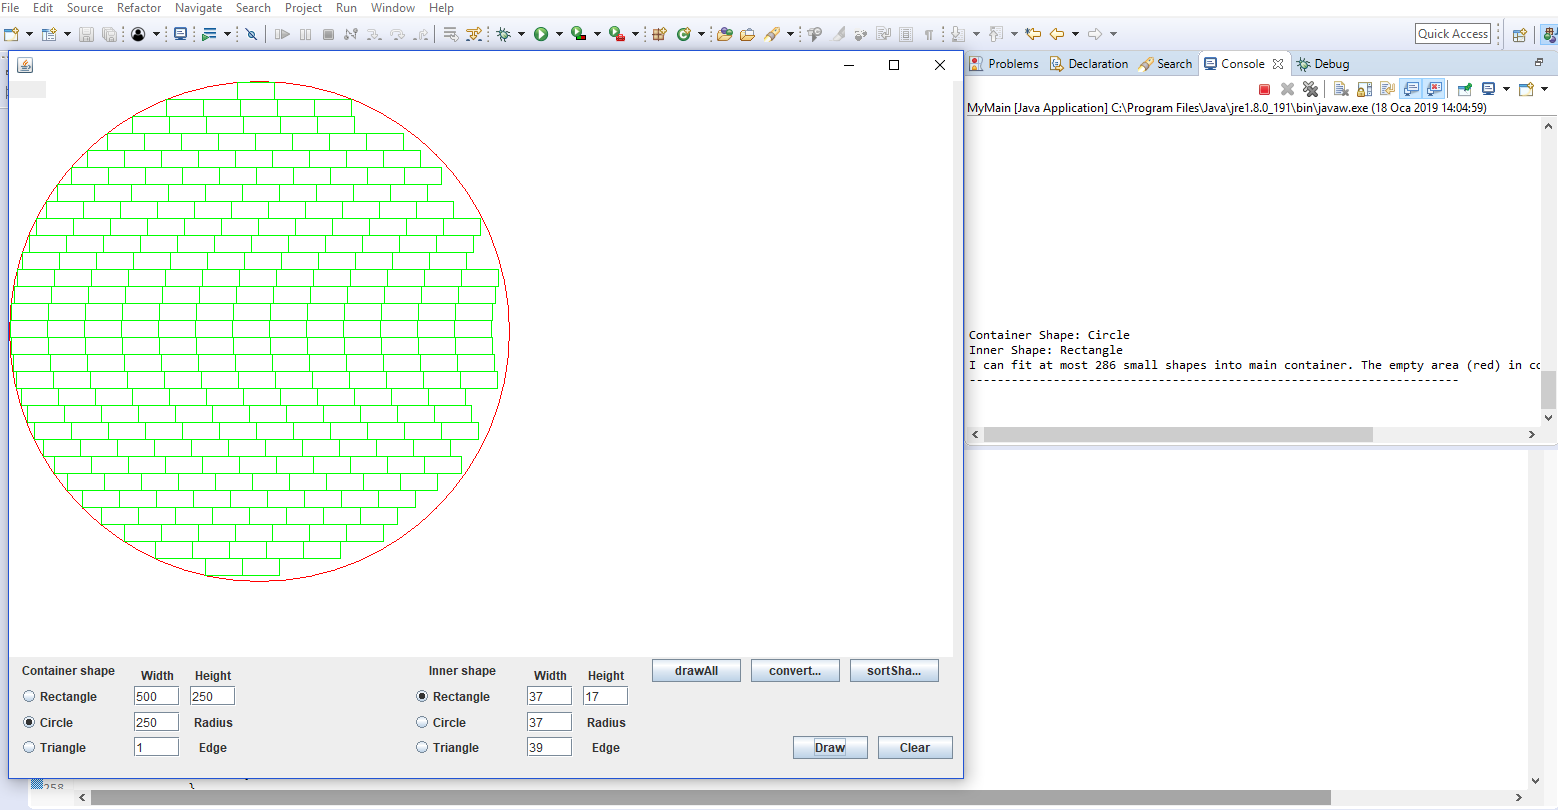 File Edit Source Refactor Navigate Search Project Run Window Help
Quick Access
Problems Declaration Search Console Debug
MyMain [Java Application] C:\Program Files\Java\jre1.8.0_191\bin\javaw.exe (18 Oca 2019 14:04:59)
Container Shape: Circle
Inner Shape: Rectangle
I can fit at most 286 small shapes into main container. The empty area (red) in co
--------------------------------------------------------------------
Container shape Width Height
Rectangle 500 250
Circle 250 Radius
Triangle 1 Edge
Inner shape Width Height
Rectangle 37 17
Circle 37 Radius
Triangle 39 Edge
drawAll convert... sortSha...
Draw Clear
258 }